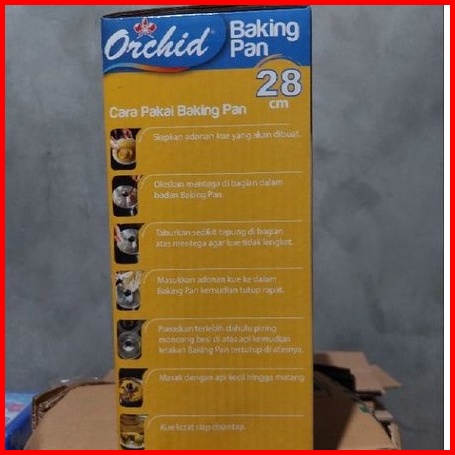 Orchid
Baking
Pan
28
cm
Cara Pakai Baking Pan
Siapkan adonan kue yang akan dibuat.
Oleskan mentega di bagian dalam
badan Baking Pan.
Taburkan sedikit tepung di bagian
atas mentega agar kue tidak lengket.
Masukkan adonan kue ke dalam
Baking Pan kemudian tutup rapat.
Panaskan terlebih dahulu piring
moncong besi di atas api kemudian
letakan Baking Pan tertutup di atasnya.
Masak dengan api kecil hingga matang
Kue lezat siap disantap.